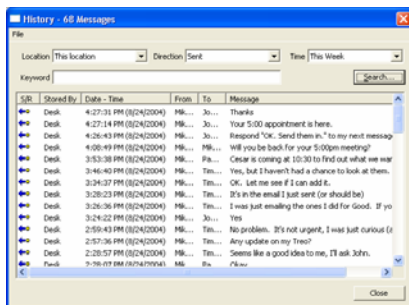 History - 68 Messages
File
Location This location Direction Sent Time This Week
Keyword Search...
S/R Stored By Date - Time From To Message
Desk 4:27:31 PM (8/24/2004) Mik... Jo... Thanks
Desk 4:27:14 PM (8/24/2004) Mik... Jo... Your 5:00 appointment is here.
Desk 4:26:43 PM (8/24/2004) Mik... Jo... Respond "OK. Send them in." to my next messag
Desk 4:08:49 PM (8/24/2004) Mik... Mik... Will you be back for your 5:00pm meeting?
Desk 3:53:38 PM (8/24/2004) Mik... Pa... Cesar is coming at 10:30 to find out what we war
Desk 3:46:40 PM (8/24/2004) Mik... Tim... Yes, but I haven't had a chance to look at them.
Desk 3:34:37 PM (8/24/2004) Mik... Tim... OK. Let me see if I can add it.
Desk 3:28:23 PM (8/24/2004) Mik... Tim... It's in the email I just sent (or should be)
Desk 3:26:36 PM (8/24/2004) Mik... Tim... I was just emailing the ones I did for Good. If yo
Desk 3:24:22 PM (8/24/2004) Mik... Jo... Yes
Desk 2:59:43 PM (8/24/2004) Mik... Tim... No problem. It's not urgent, I was just curious (a
Desk 2:57:36 PM (8/24/2004) Mik... Tim... Any update on my Treo?
Desk 2:28:57 PM (8/24/2004) Mik... Tim... Seems like a good idea to me, I'll ask John.
Desk 2:28:07 PM (8/24/2004) Mik... Pa... Okay
Close